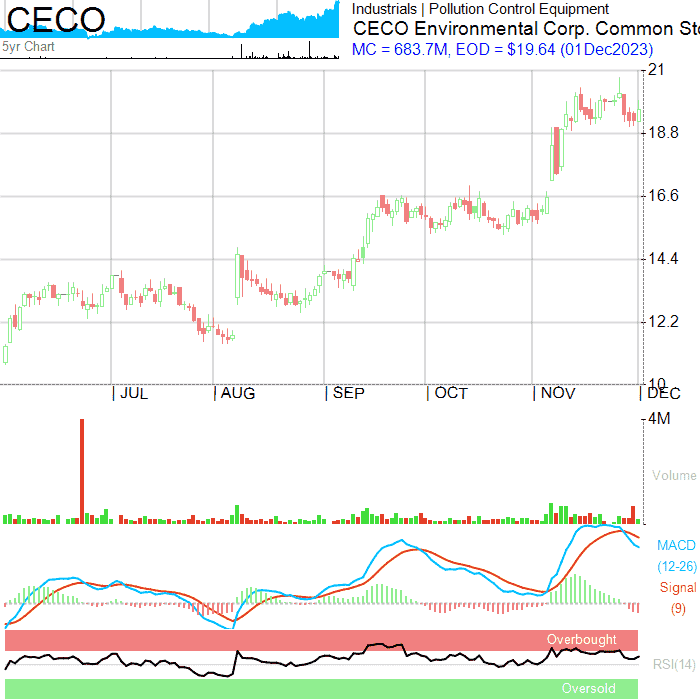 CECO
5yr Chart
Industrials | Pollution Control Equipment
CECO Environmental Corp. Common Sto
MC = 683.7M, EOD = $19.64 (01Dec2023)
21
18.8
16.6
14.4
12.2
10
JUL AUG SEP OCT NOV DEC
4M
Volume
MACD
(12-26)
Signal
(9)
Overbought
RSI(14)
Oversold